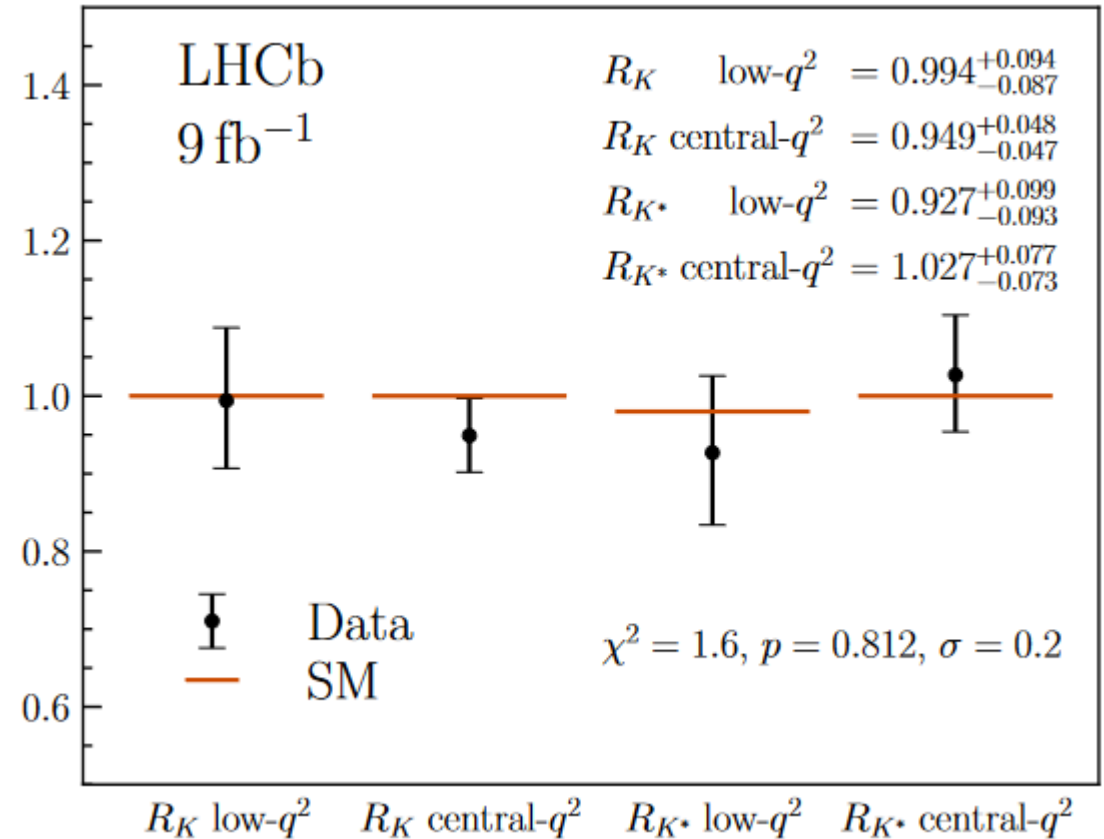 LHCb
9 fb⁻¹
R_K low-q² = 0.994^{+0.094}_{-0.087}
R_K central-q² = 0.949^{+0.048}_{-0.047}
R_{K*} low-q² = 0.927^{+0.099}_{-0.093}
R_{K*} central-q² = 1.027^{+0.077}_{-0.073}
1.4
1.2
1.0
0.8
0.6
Data
SM
χ² = 1.6, p = 0.812, σ = 0.2
R_K low-q² R_K central-q² R_{K*} low-q² R_{K*} central-q²